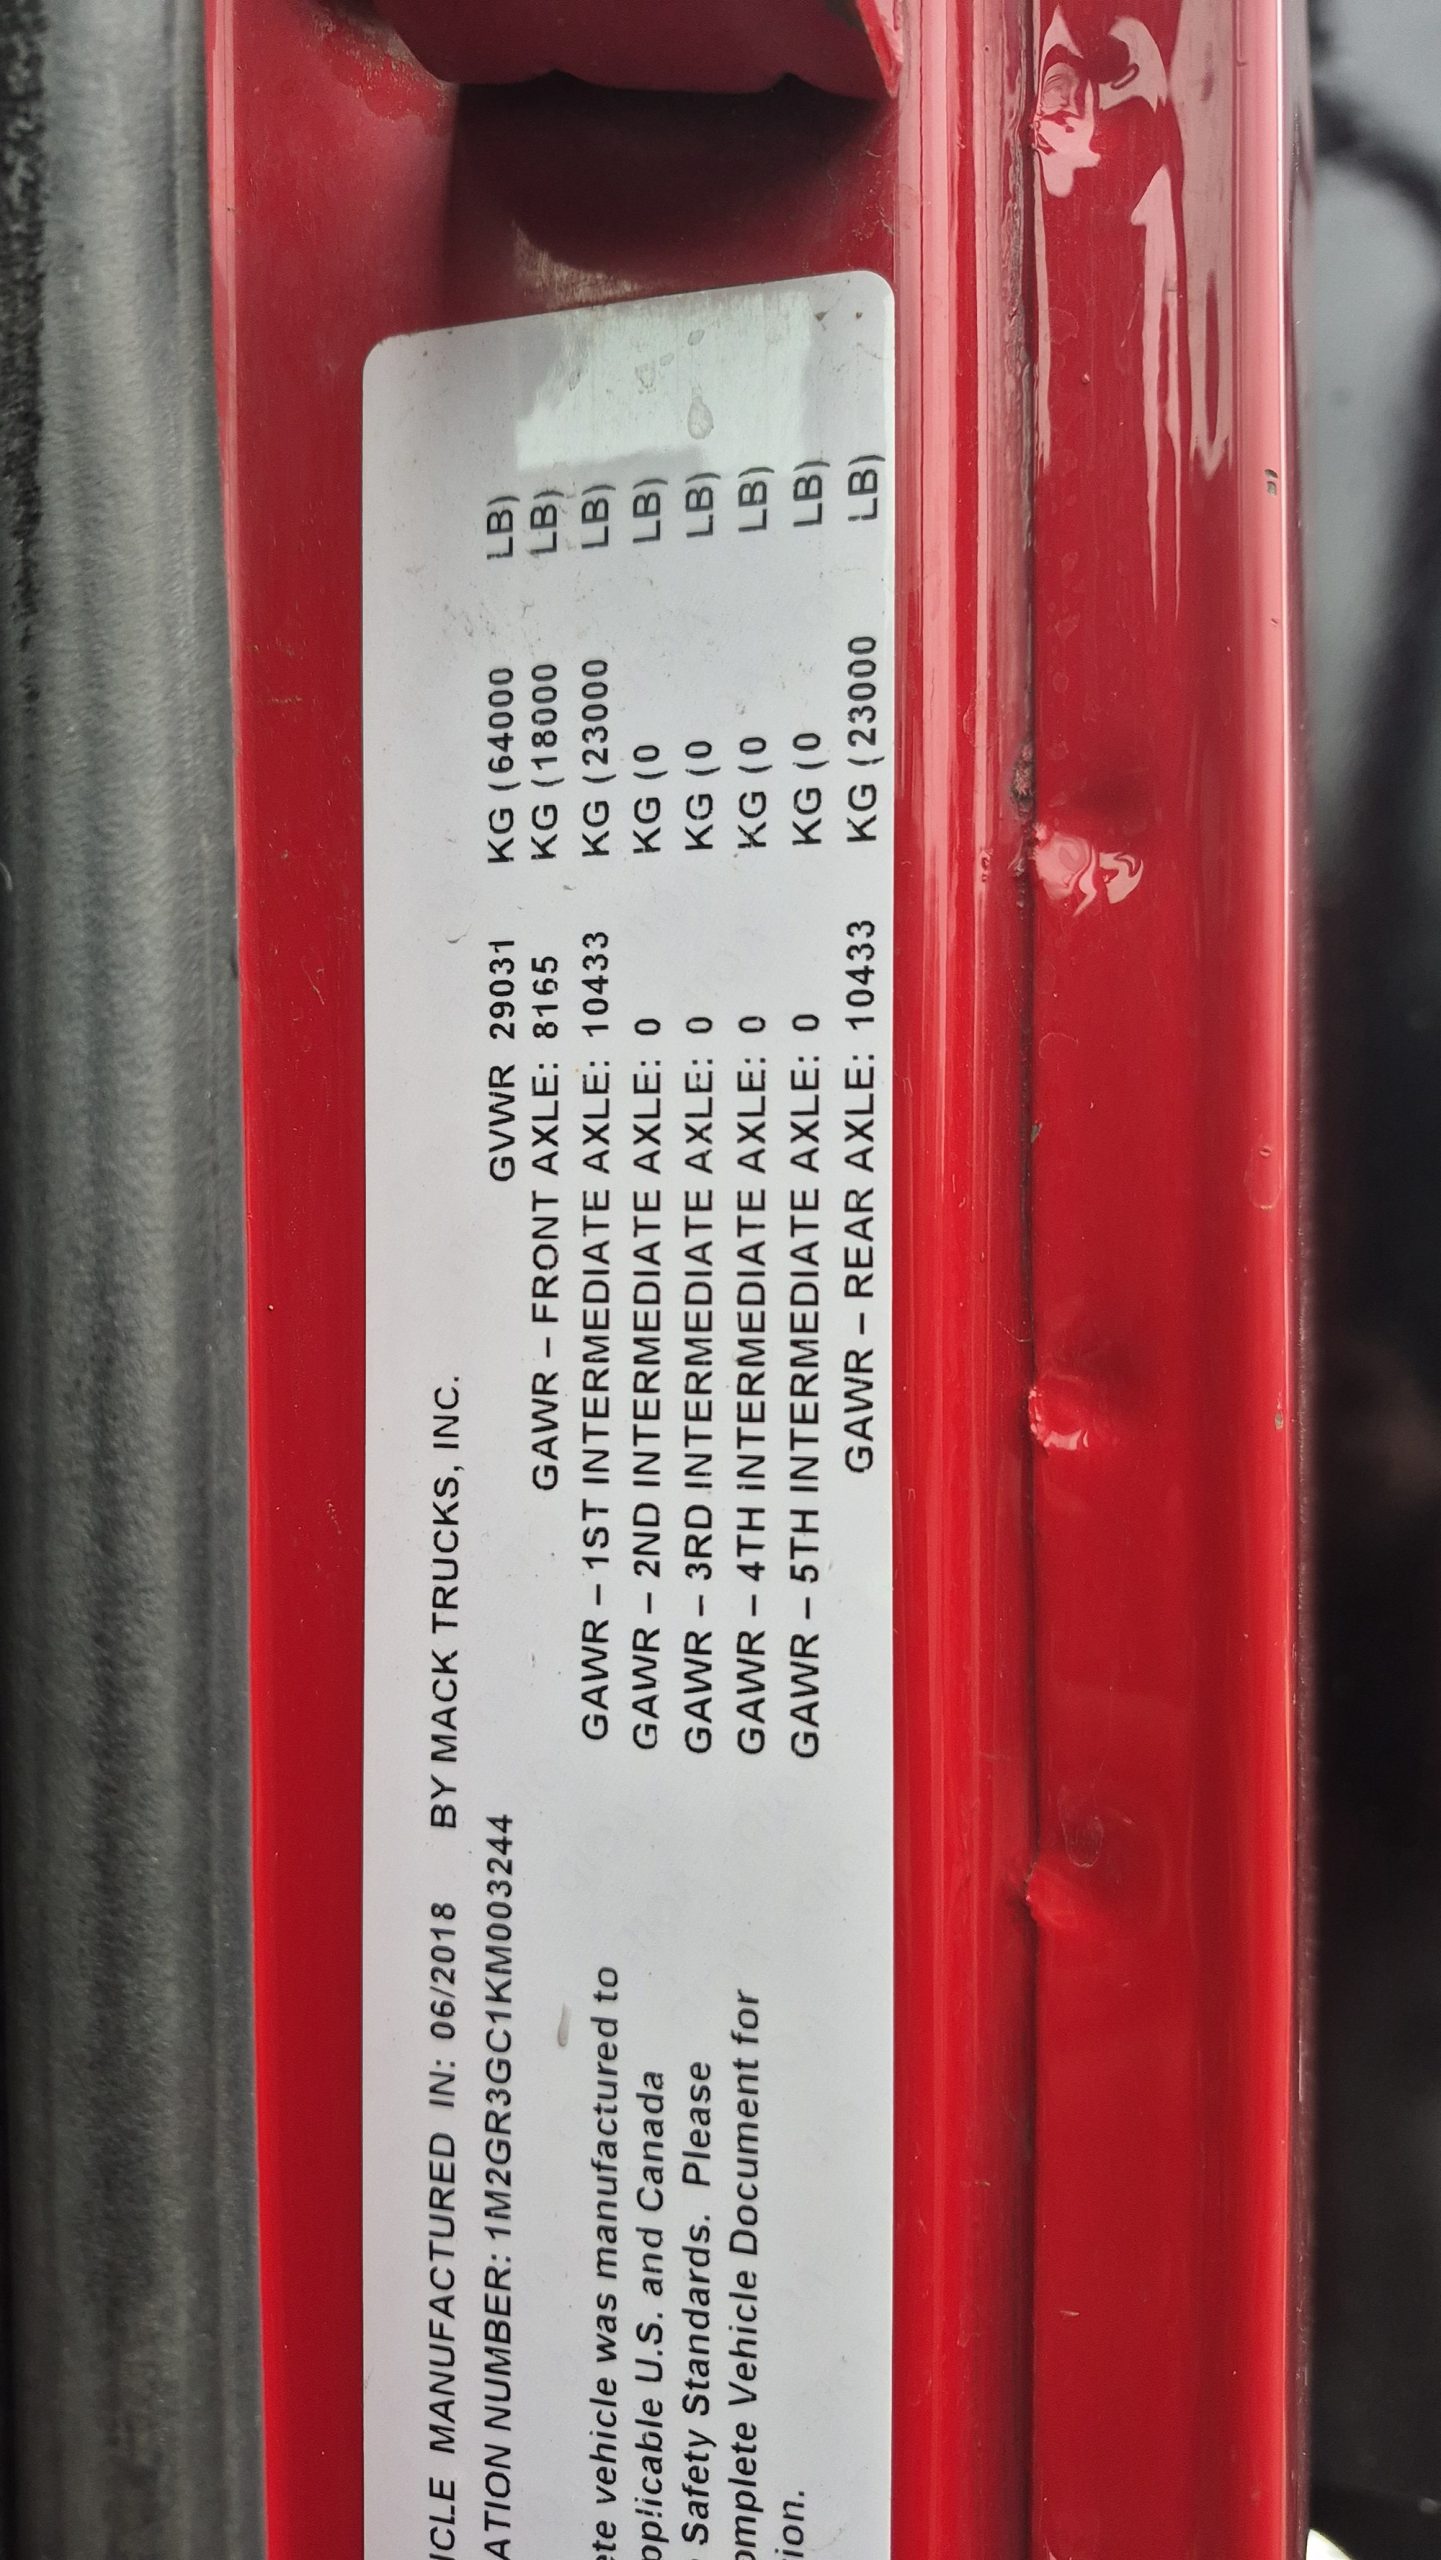 ICLE MANUFACTURED IN: 06/2018 BY MACK TRUCKS, INC.
ATION NUMBER: 1M2GR3GC1KM003244
GVWR 29031 KG (64000 LB)
GAWR – FRONT AXLE: 8165 KG (18000 LB)
GAWR – 1ST INTERMEDIATE AXLE: 10433 KG (23000 LB)
GAWR – 2ND INTERMEDIATE AXLE: 0 KG (0 LB)
GAWR – 3RD INTERMEDIATE AXLE: 0 KG (0 LB)
GAWR – 4TH INTERMEDIATE AXLE: 0 KG (0 LB)
GAWR – 5TH INTERMEDIATE AXLE: 0 KG (0 LB)
GAWR – REAR AXLE: 10433 KG (23000 LB)
ete vehicle was manufactured to
pplicable U.S. and Canada
Safety Standards. Please
omplete Vehicle Document for
ion.